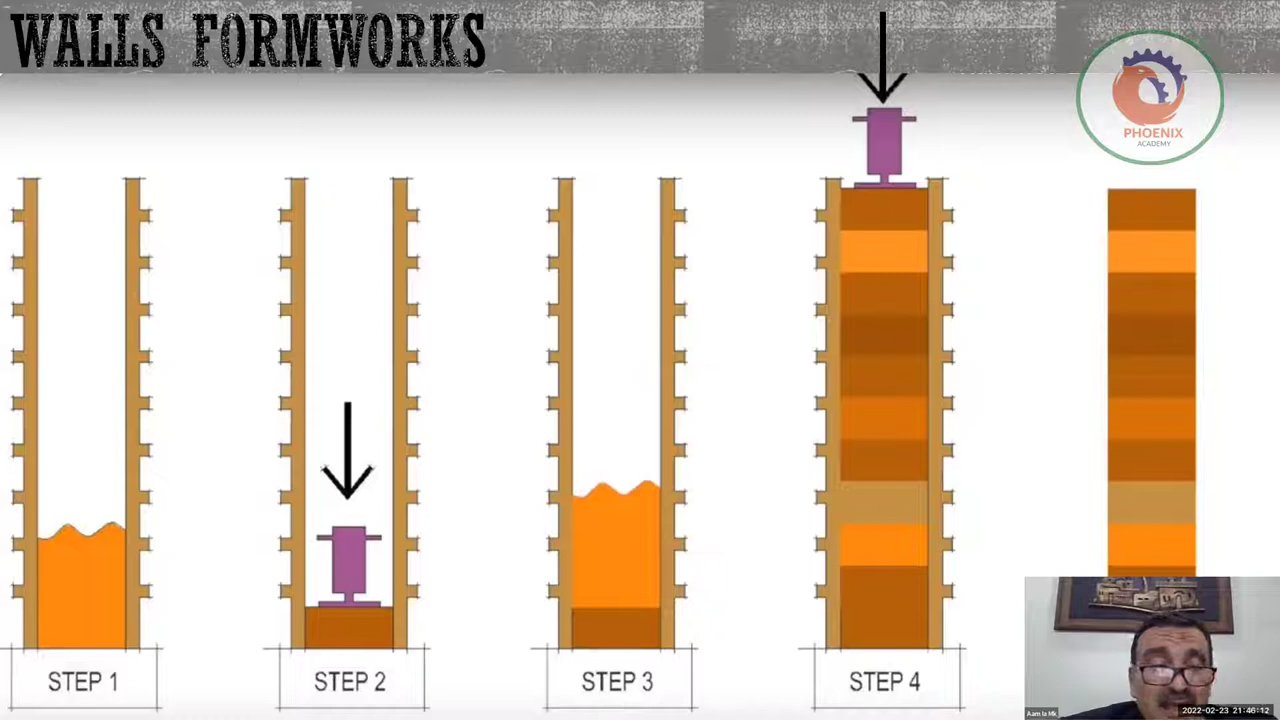 WALLS FORMWORKS
PHOENIX
ACADEMY
STEP 1
STEP 2
STEP 3
STEP 4
2022-02-23 21:46:12